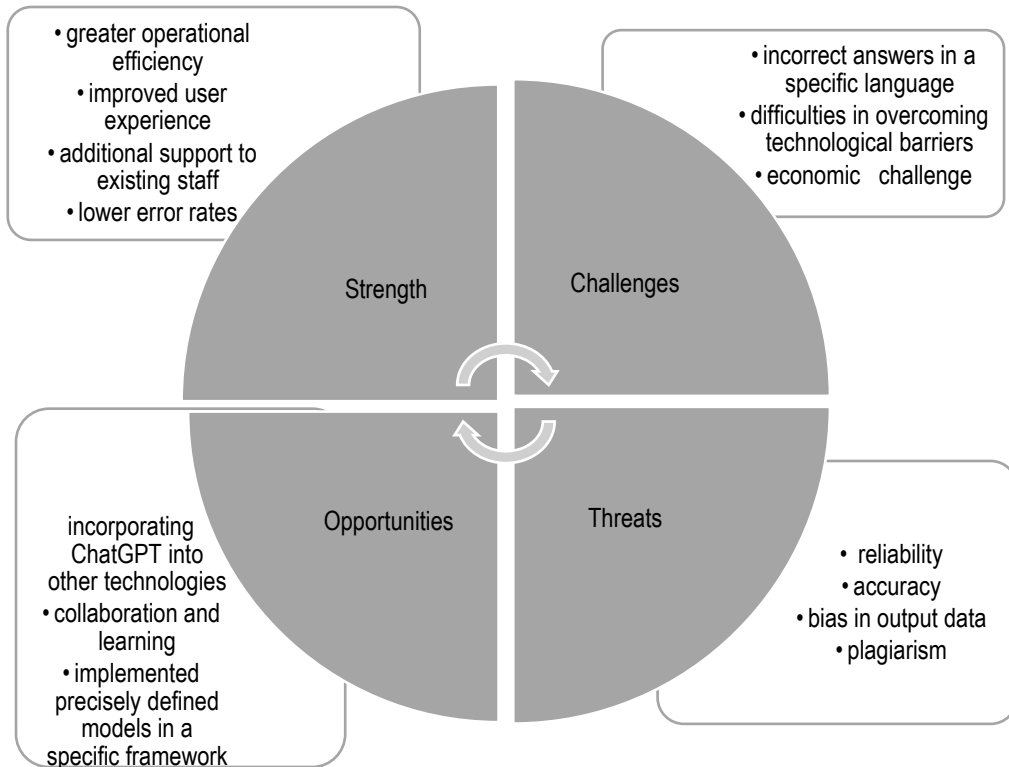 • greater operational
efficiency
• improved user
experience
• additional support to
existing staff
• lower error rates
• incorrect answers in a
specific language
• difficulties in overcoming
technological barriers
• economic challenge
Strength
Challenges
Opportunities
Threats
incorporating
ChatGPT into
other technologies
• collaboration and
learning
• implemented
precisely defined
models in a
specific framework
• reliability
• accuracy
• bias in output data
• plagiarism